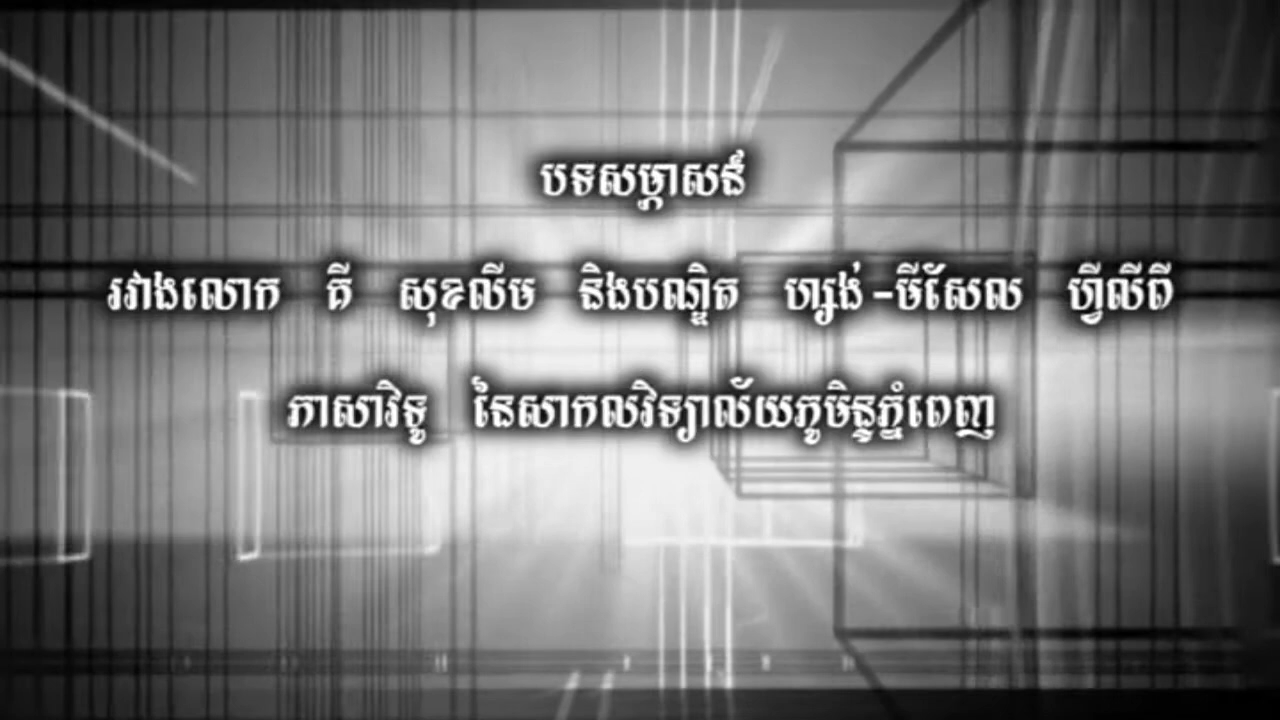 បទសម្ភាសន៍
រវាងលោក គី សុខលីម និងបណ្ឌិត ហ្សង់-មីសែល ហ្វីលីពី
ភាសាវិទូ នៃសាកលវិទ្យាល័យភូមិន្ទភ្នំពេញ